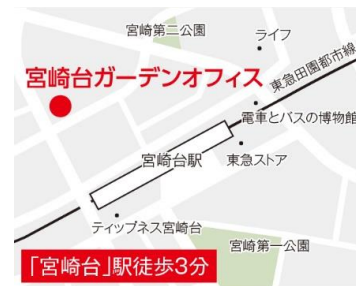 宮崎第二公園
ライフ
宮崎台ガーデンオフィス
東急田園都市線
電車とバスの博物館
宮崎台駅
東急ストア
ティップネス宮崎台
宮崎第一公園
「宮崎台」駅徒歩3分